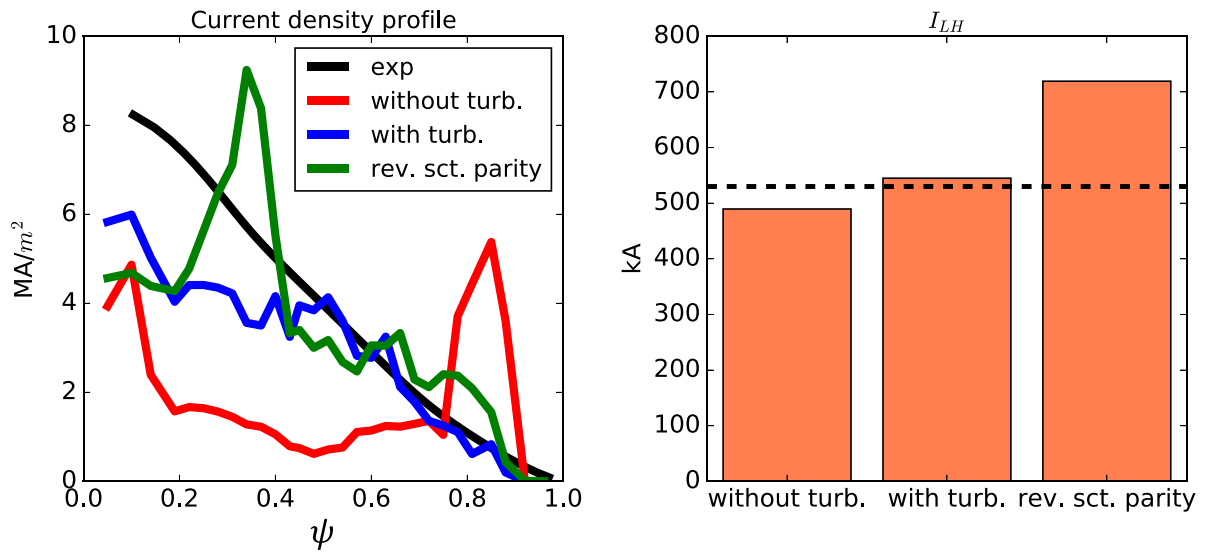 Current density profile
10
8
6
4
2
0
MA/m²
exp
without turb.
with turb.
rev. sct. parity
0.0 0.2 0.4 0.6 0.8 1.0
ψ
I_{LH}
800
700
600
500
400
300
200
100
0
kA
without turb. with turb. rev. sct. parity